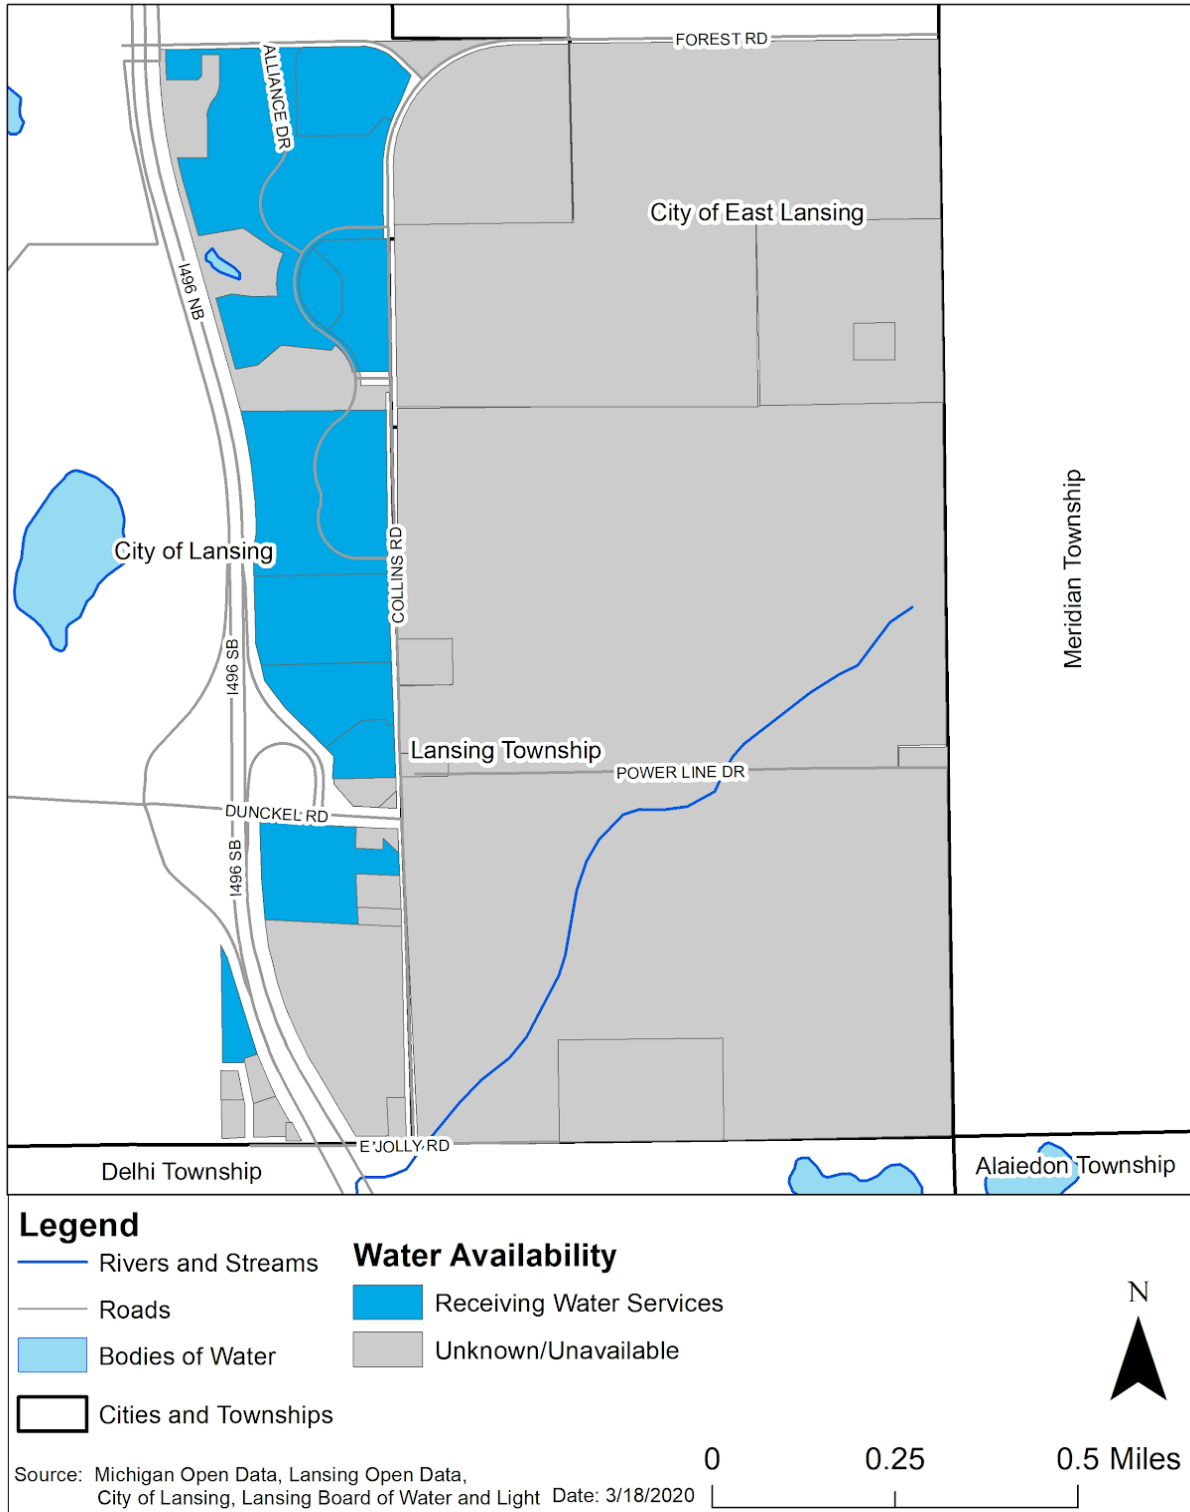 FOREST RD
ALLIANCE DR
City of East Lansing
I496 NB
Meridian Township
City of Lansing
COLLINS RD
I496 SB
Lansing Township
POWER LINE DR
DUNCKEL RD
I496 SB
E JOLLY RD
Delhi Township
Alaiedon Township
Legend
Rivers and Streams
Roads
Bodies of Water
Cities and Townships
Water Availability
Receiving Water Services
Unknown/Unavailable
N
0 0.25 0.5 Miles
Source: Michigan Open Data, Lansing Open Data,
City of Lansing, Lansing Board of Water and Light Date: 3/18/2020